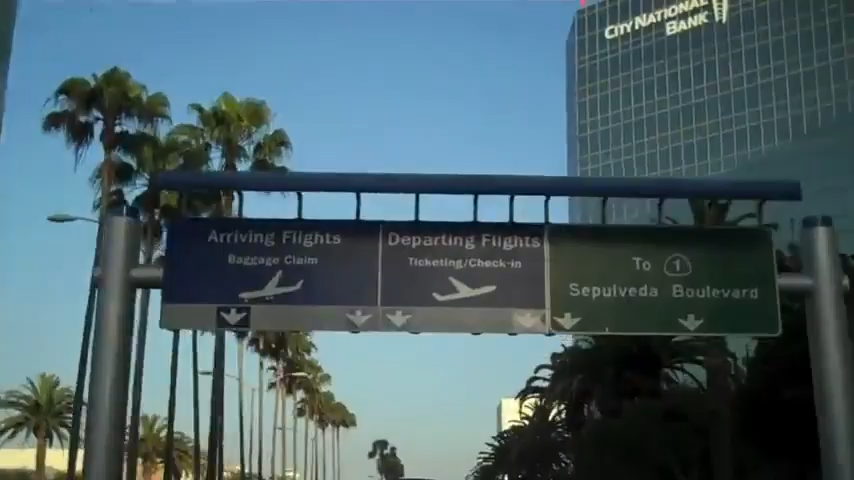 CITY NATIONAL
BANK
Arriving Flights
Baggage Claim
Departing Flights
Ticketing/Check-in
To 1
Sepulveda Boulevard